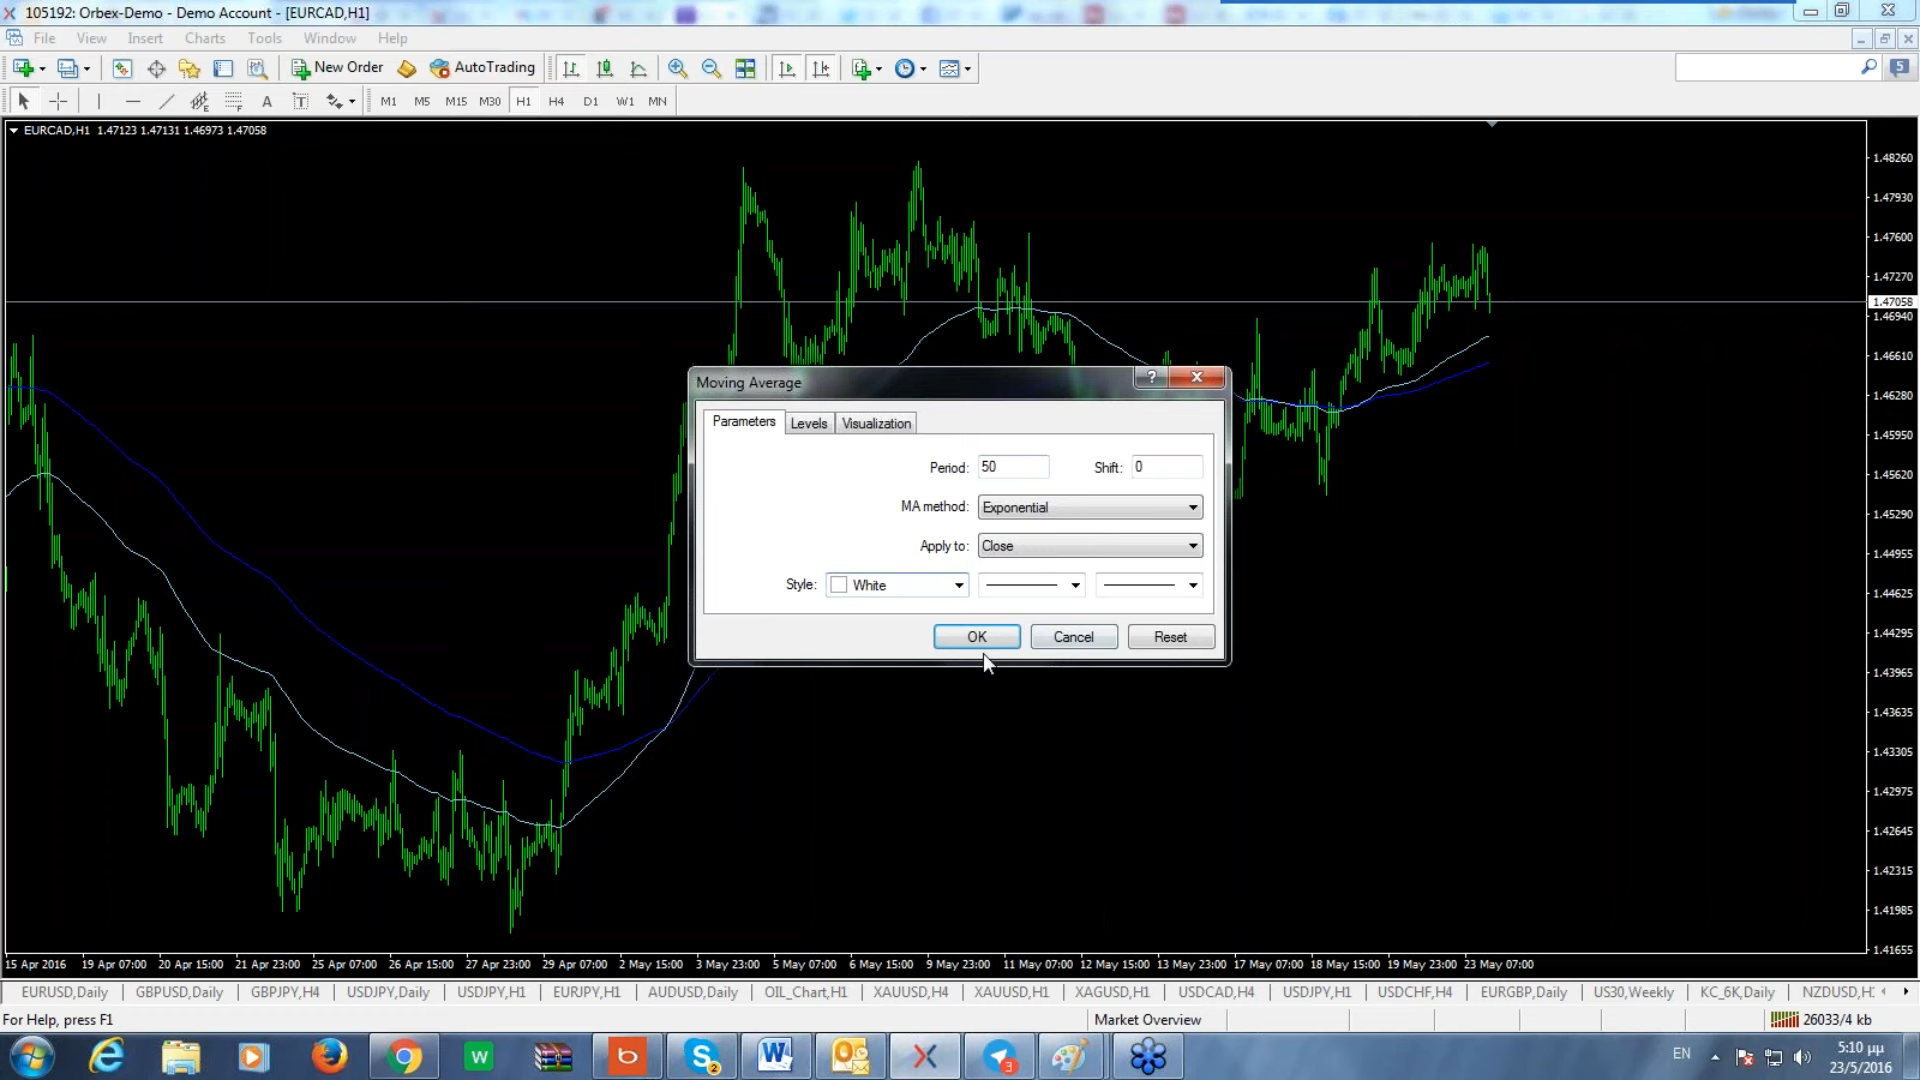 105192: Orbex-Demo - Demo Account - [EURCAD,H1]
File View Insert Charts Tools Window Help
New Order AutoTrading 5
A T M1 M5 M15 M30 H1 H4 D1 W1 MN
EURCAD,H1 1.47123 1.47131 1.46973 1.47058
1.48260
1.47930
1.47600
1.47270
1.47058
1.46940
1.46610
1.46280
1.45950
1.45620
1.45290
1.44955
1.44625
1.44295
1.43965
1.43635
1.43305
1.42975
1.42645
1.42315
1.41985
1.41655
Moving Average ?
Parameters Levels Visualization
Period: 50 Shift: 0
MA method: Exponential
Apply to: Close
Style: White
OK Cancel Reset
15 Apr 2016 19 Apr 07:00 20 Apr 15:00 21 Apr 23:00 25 Apr 07:00 26 Apr 15:00 27 Apr 23:00 29 Apr 07:00 2 May 15:00 3 May 23:00 5 May 07:00 6 May 15:00 9 May 23:00 11 May 07:00 12 May 15:00 13 May 23:00 17 May 07:00 18 May 15:00 19 May 23:00 23 May 07:00
EURUSD,Daily GBPUSD,Daily GBPJPY,H4 USDJPY,Daily USDJPY,H1 EURJPY,H1 AUDUSD,Daily OIL_Chart,H1 XAUUSD,H4 XAUUSD,H1 XAGUSD,H1 USDCAD,H4 USDJPY,H1 USDCHF,H4 EURGBP,Daily US30,Weekly KC_6K,Daily NZDUSD,H
For Help, press F1 Market Overview 26033/4 kb
W b S 2 W 3 EN 5:10 μμ
23/5/2016